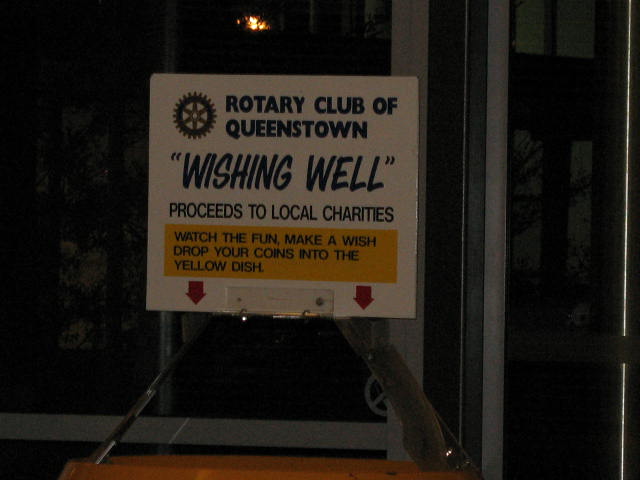 ROTARY CLUB OF
QUEENSTOWN
"WISHING WELL"
PROCEEDS TO LOCAL CHARITIES
WATCH THE FUN, MAKE A WISH
DROP YOUR COINS INTO THE
YELLOW DISH.